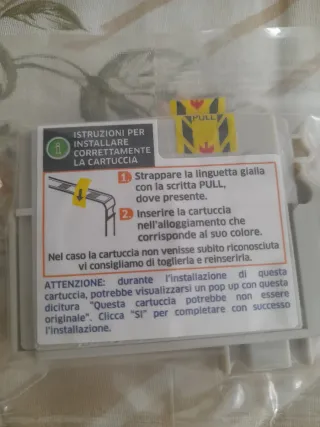 PULL
ISTRUZIONI PER
INSTALLARE
CORRETTAMENTE
LA CARTUCCIA
1. Strappare la linguetta gialla
con la scritta PULL,
dove presente.
2. Inserire la cartuccia
nell'alloggiamento che
corrisponde al suo colore.
Nel caso la cartuccia non venisse subito riconosciuta
vi consigliamo di toglierla e reinserirla.
ATTENZIONE: durante l'installazione di questa
cartuccia, potrebbe visualizzarsi un pop up con questa
dicitura "Questa cartuccia potrebbe non essere
originale". Clicca "SI" per completare con successo
l'installazione.